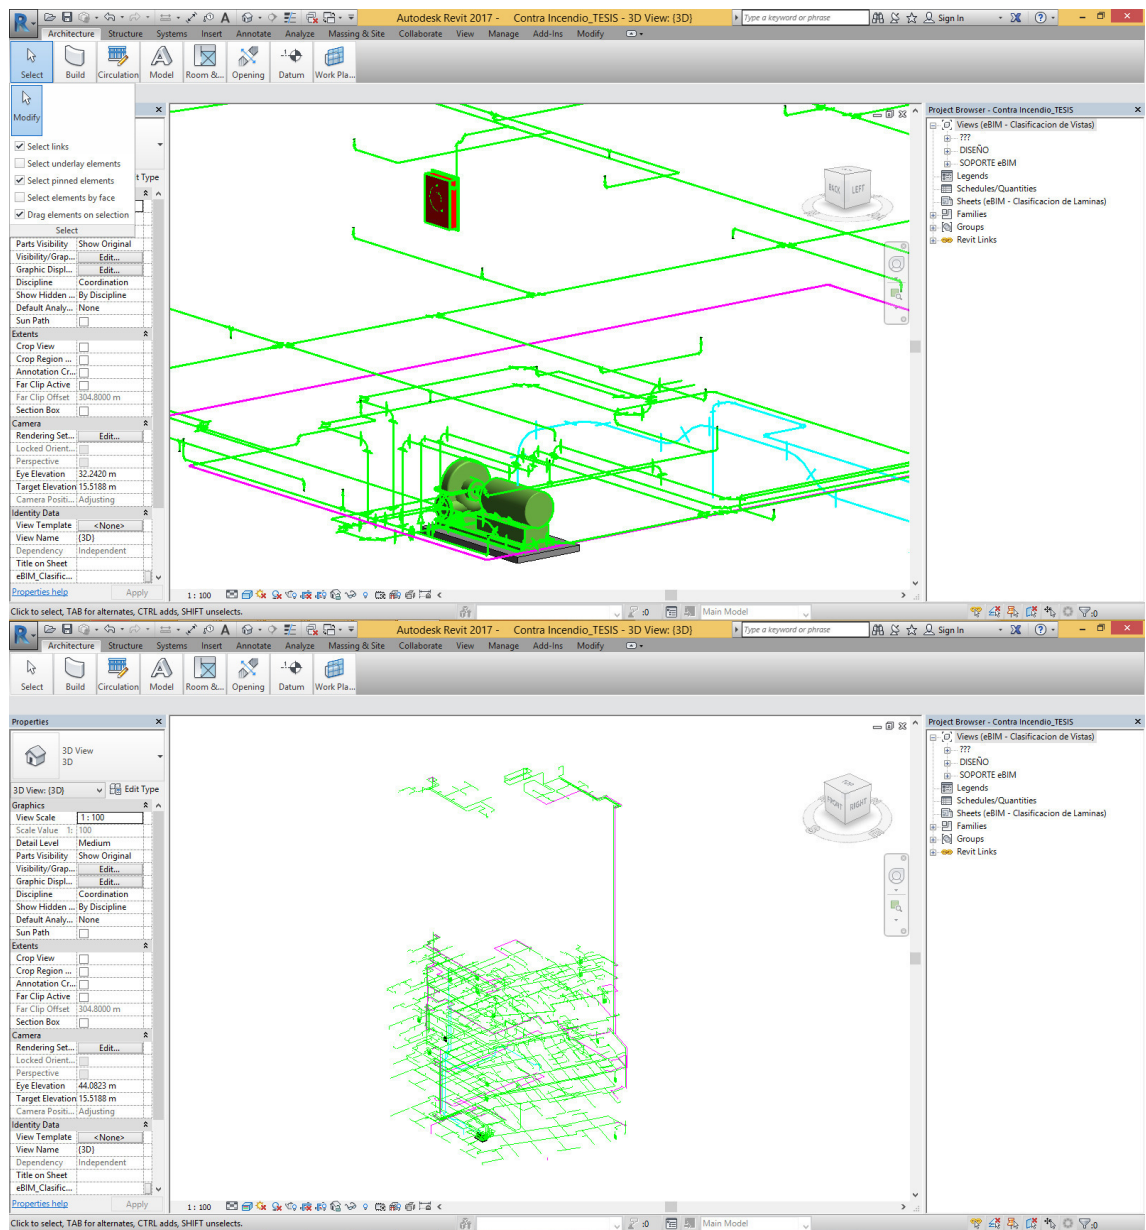 Autodesk Revit 2017 - Contra Incendio_TESIS - 3D View: {3D}
Type a keyword or phrase
Sign In
Architecture Structure Systems Insert Annotate Analyze Massing & Site Collaborate View Manage Add-Ins Modify
Select Build Circulation Model Room &... Opening Datum Work Pla...
Modify
Select links
Select underlay elements
Select pinned elements
Select elements by face
Drag elements on selection
Select
t Type
Parts Visibility Show Original
Visibility/Grap... Edit...
Graphic Displ... Edit...
Discipline Coordination
Show Hidden ... By Discipline
Default Analy... None
Sun Path
Extents
Crop View
Crop Region ...
Annotation Cr...
Far Clip Active
Far Clip Offset 304.8000 m
Section Box
Camera
Rendering Set... Edit...
Locked Orient...
Perspective
Eye Elevation 32.2420 m
Target Elevation 15.5188 m
Camera Positi... Adjusting
Identity Data
View Template <None>
View Name {3D}
Dependency Independent
Title on Sheet
eBIM_Clasific...
Properties help Apply
BACK LEFT
Project Browser - Contra Incendio_TESIS
Views (eBIM - Clasificacion de Vistas)
???
DISEÑO
SOPORTE eBIM
Legends
Schedules/Quantities
Sheets (eBIM - Clasificacion de Laminas)
Families
Groups
Revit Links
1 : 100
Click to select, TAB for alternates, CTRL adds, SHIFT unselects.
:0 Main Model :0
Autodesk Revit 2017 - Contra Incendio_TESIS - 3D View: {3D}
Type a keyword or phrase
Sign In
Architecture Structure Systems Insert Annotate Analyze Massing & Site Collaborate View Manage Add-Ins Modify
Select Build Circulation Model Room &... Opening Datum Work Pla...
Properties
3D View
3D
3D View: {3D} Edit Type
Graphics
View Scale 1 : 100
Scale Value 1: 100
Detail Level Medium
Parts Visibility Show Original
Visibility/Grap... Edit...
Graphic Displ... Edit...
Discipline Coordination
Show Hidden ... By Discipline
Default Analy... None
Sun Path
Extents
Crop View
Crop Region ...
Annotation Cr...
Far Clip Active
Far Clip Offset 304.8000 m
Section Box
Camera
Rendering Set... Edit...
Locked Orient...
Perspective
Eye Elevation 44.0823 m
Target Elevation 15.5188 m
Camera Positi... Adjusting
Identity Data
View Template <None>
View Name {3D}
Dependency Independent
Title on Sheet
eBIM_Clasific...
Properties help Apply
TOP
FRONT RIGHT
Project Browser - Contra Incendio_TESIS
Views (eBIM - Clasificacion de Vistas)
???
DISEÑO
SOPORTE eBIM
Legends
Schedules/Quantities
Sheets (eBIM - Clasificacion de Laminas)
Families
Groups
Revit Links
1 : 100
Click to select, TAB for alternates, CTRL adds, SHIFT unselects.
:0 Main Model :0